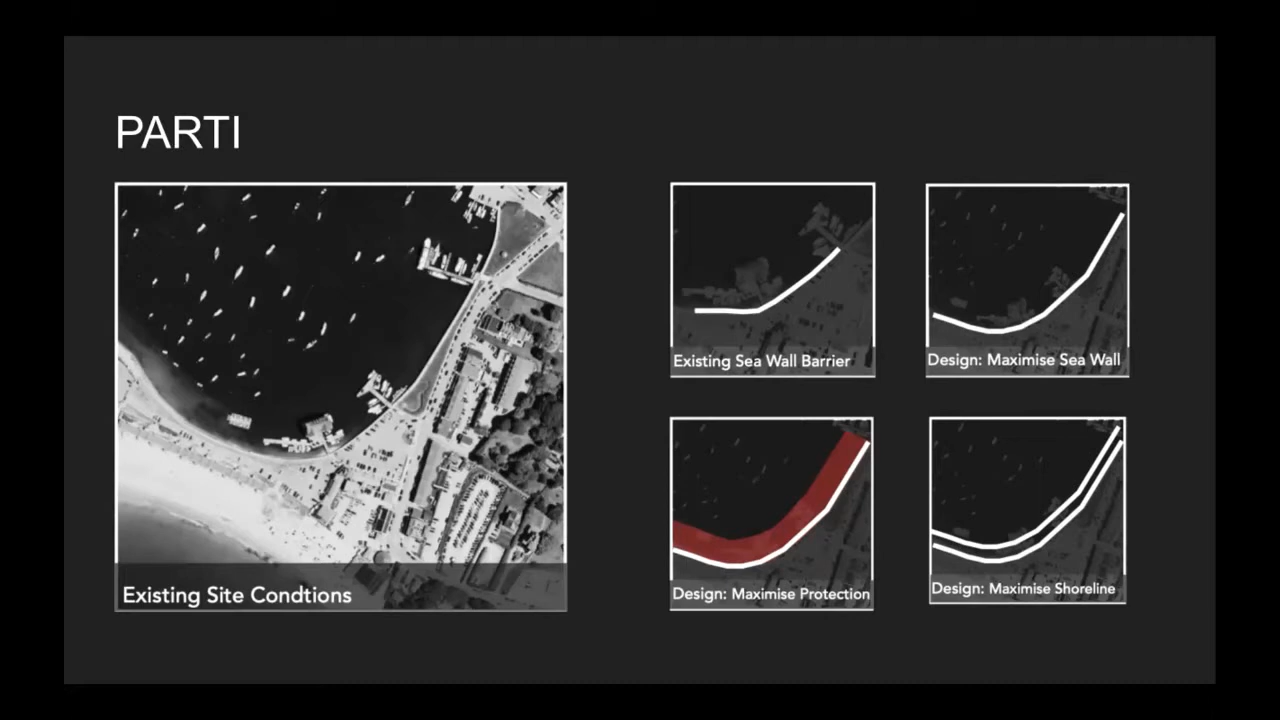 PARTI
Existing Site Condtions
Existing Sea Wall Barrier
Design: Maximise Sea Wall
Design: Maximise Protection
Design: Maximise Shoreline